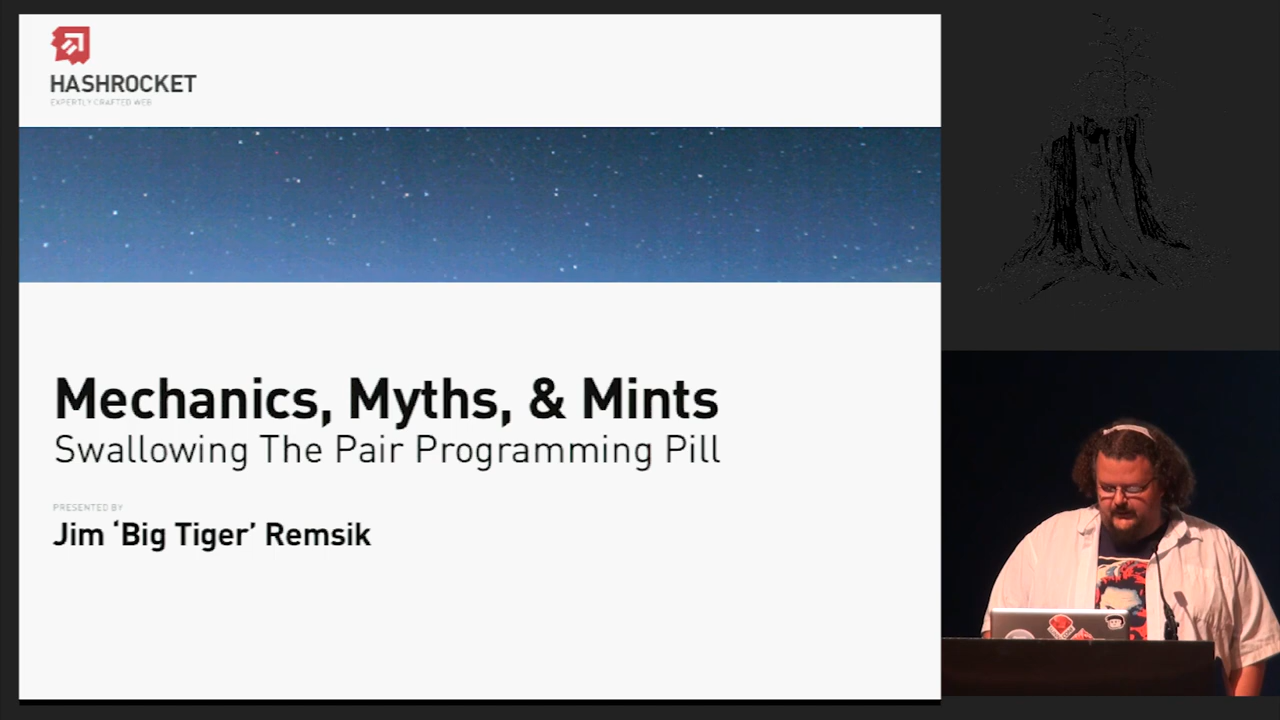 HASHROCKET
EXPERTLY CRAFTED WEB
Mechanics, Myths, & Mints
Swallowing The Pair Programming Pill
PRESENTED BY
Jim ‘Big Tiger’ Remsik